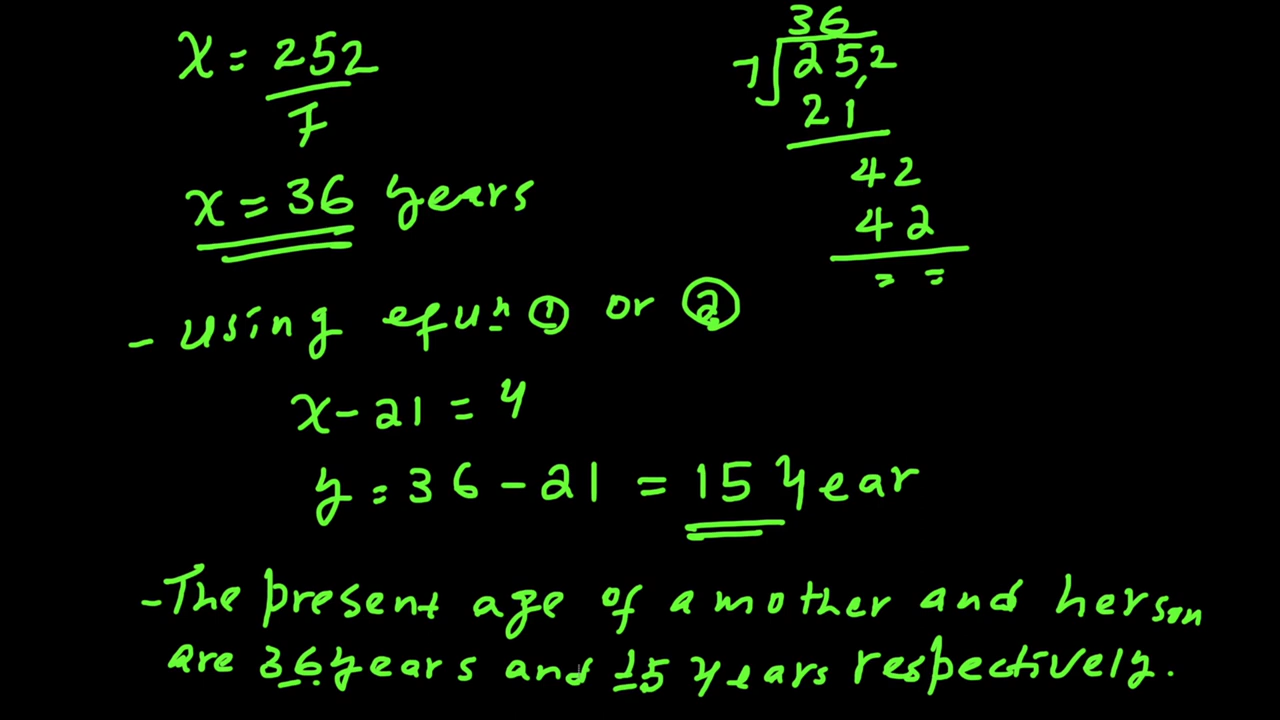 x = 252
7
x = 36 years
36
7 252
21
42
42
= =
- Using equn ① or ②
x - 21 = y
y = 36 - 21 = 15 year
- The present age of a mother and her son
are 36 years and 15 years respectively.